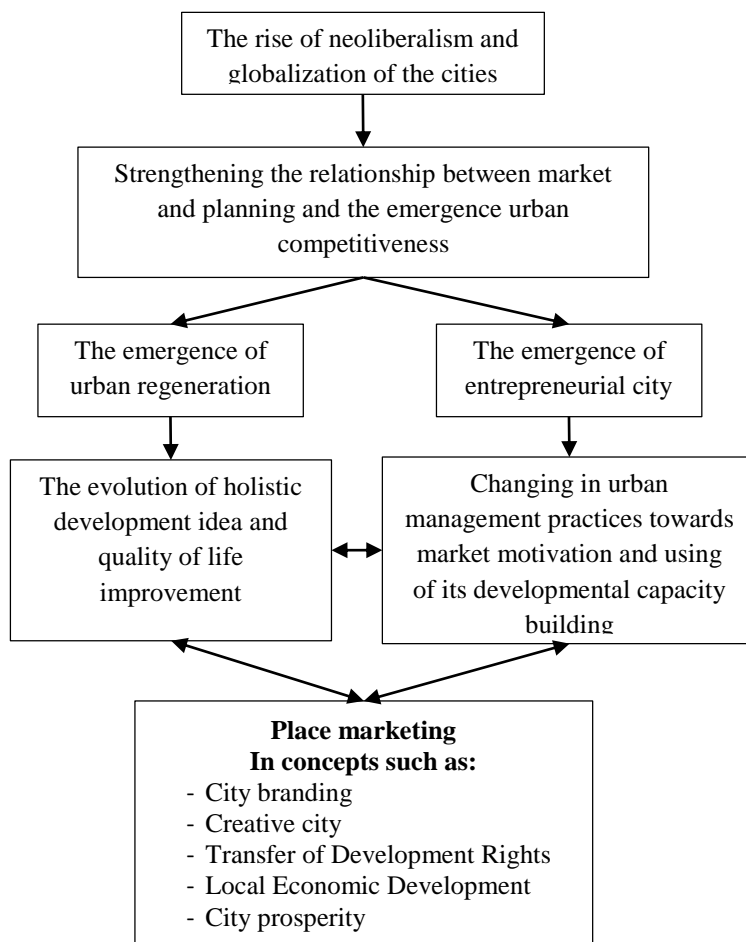 The rise of neoliberalism and
globalization of the cities
Strengthening the relationship between market
and planning and the emergence urban
competitiveness
The emergence of
urban regeneration
The emergence of
entrepreneurial city
The evolution of holistic
development idea and
quality of life
improvement
Changing in urban
management practices towards
market motivation and using
of its developmental capacity
building
Place marketing
In concepts such as:
- City branding
- Creative city
- Transfer of Development Rights
- Local Economic Development
- City prosperity